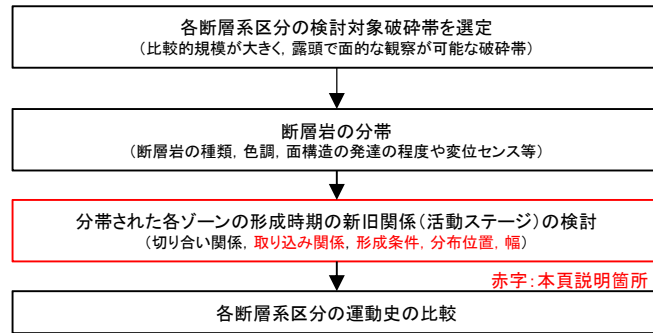 各断層系区分の検討対象破砕帯を選定
（比較的規模が大きく，露頭で面的な観察が可能な破砕帯）
断層岩の分帯
（断層岩の種類，色調，面構造の発達の程度や変位センス等）
分帯された各ゾーンの形成時期の新旧関係（活動ステージ）の検討
（切り合い関係，取り込み関係，形成条件，分布位置，幅）
赤字：本頁説明箇所
各断層系区分の運動史の比較